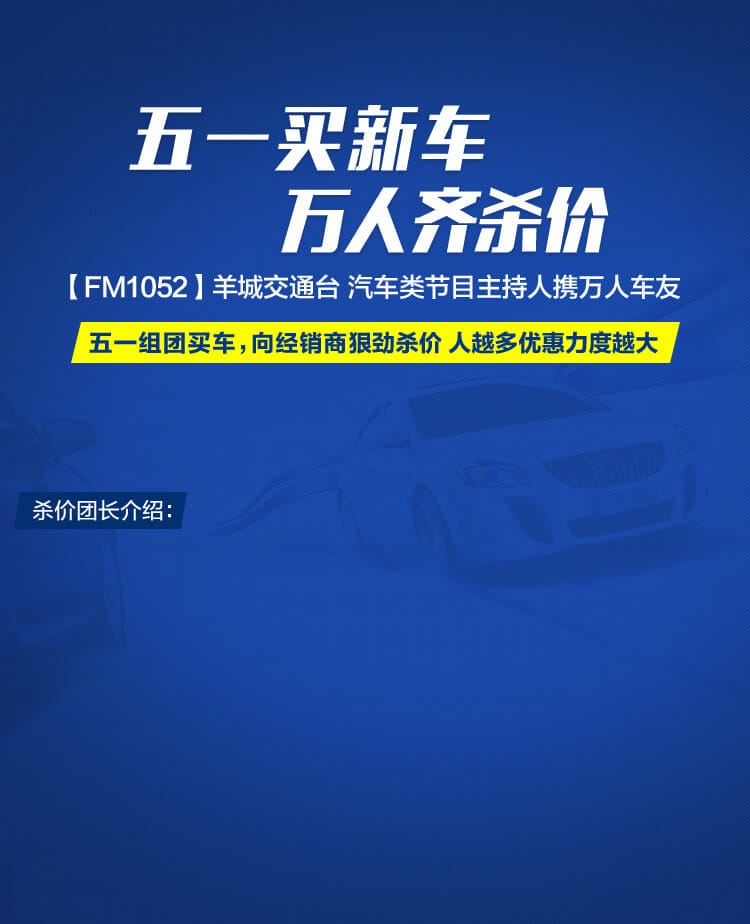 五一买新车
万人齐杀价
【FM1052】羊城交通台 汽车类节目主持人携万人车友
五一组团买车，向经销商狠劲杀价 人越多优惠力度越大
杀价团长介绍：